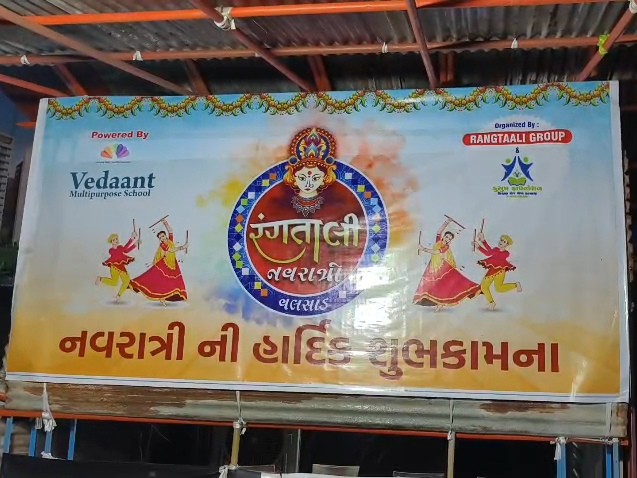 Powered By
Vedaant
Multipurpose School
Organized By :
RANGTAALI GROUP
&
રંગતાલી
નવરાત્રી
વલસાડ
નવરાત્રી ની હાર્દિક શુભકામના